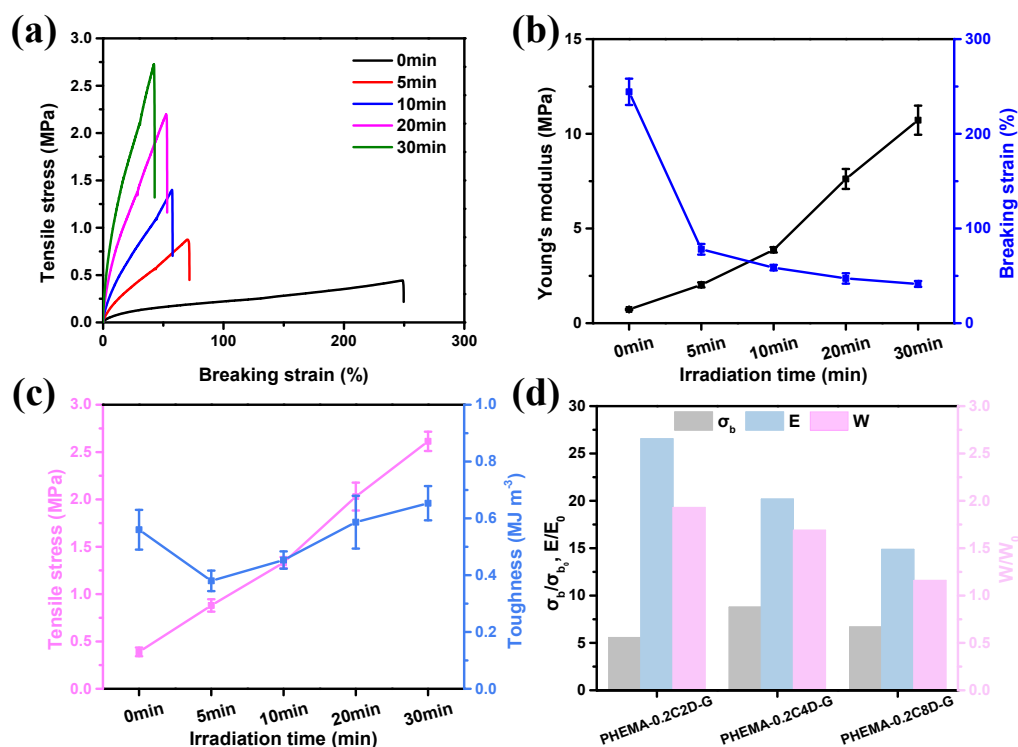 (a)
3.0
2.5
2.0
1.5
1.0
0.5
0.0
Tensile stress (MPa)
0min
5min
10min
20min
30min
0
100
200
300
Breaking strain (%)
(b)
15
10
5
0
Young's modulus (MPa)
300
200
100
0
Breaking strain (%)
0min
5min
10min
20min
30min
Irradiation time (min)
(c)
3.0
2.5
2.0
1.5
1.0
0.5
0.0
Tensile stress (MPa)
1.0
0.8
0.6
0.4
0.2
0.0
Toughness (MJ m⁻³)
0min
5min
10min
20min
30min
Irradiation time (min)
(d)
30
25
20
15
10
5
0
σb/σb₀, E/E₀
σb
E
W
3.0
2.5
2.0
1.5
1.0
0.5
0.0
W/W₀
PHEMA-0.2C2D-G
PHEMA-0.2C4D-G
PHEMA-0.2C8D-G